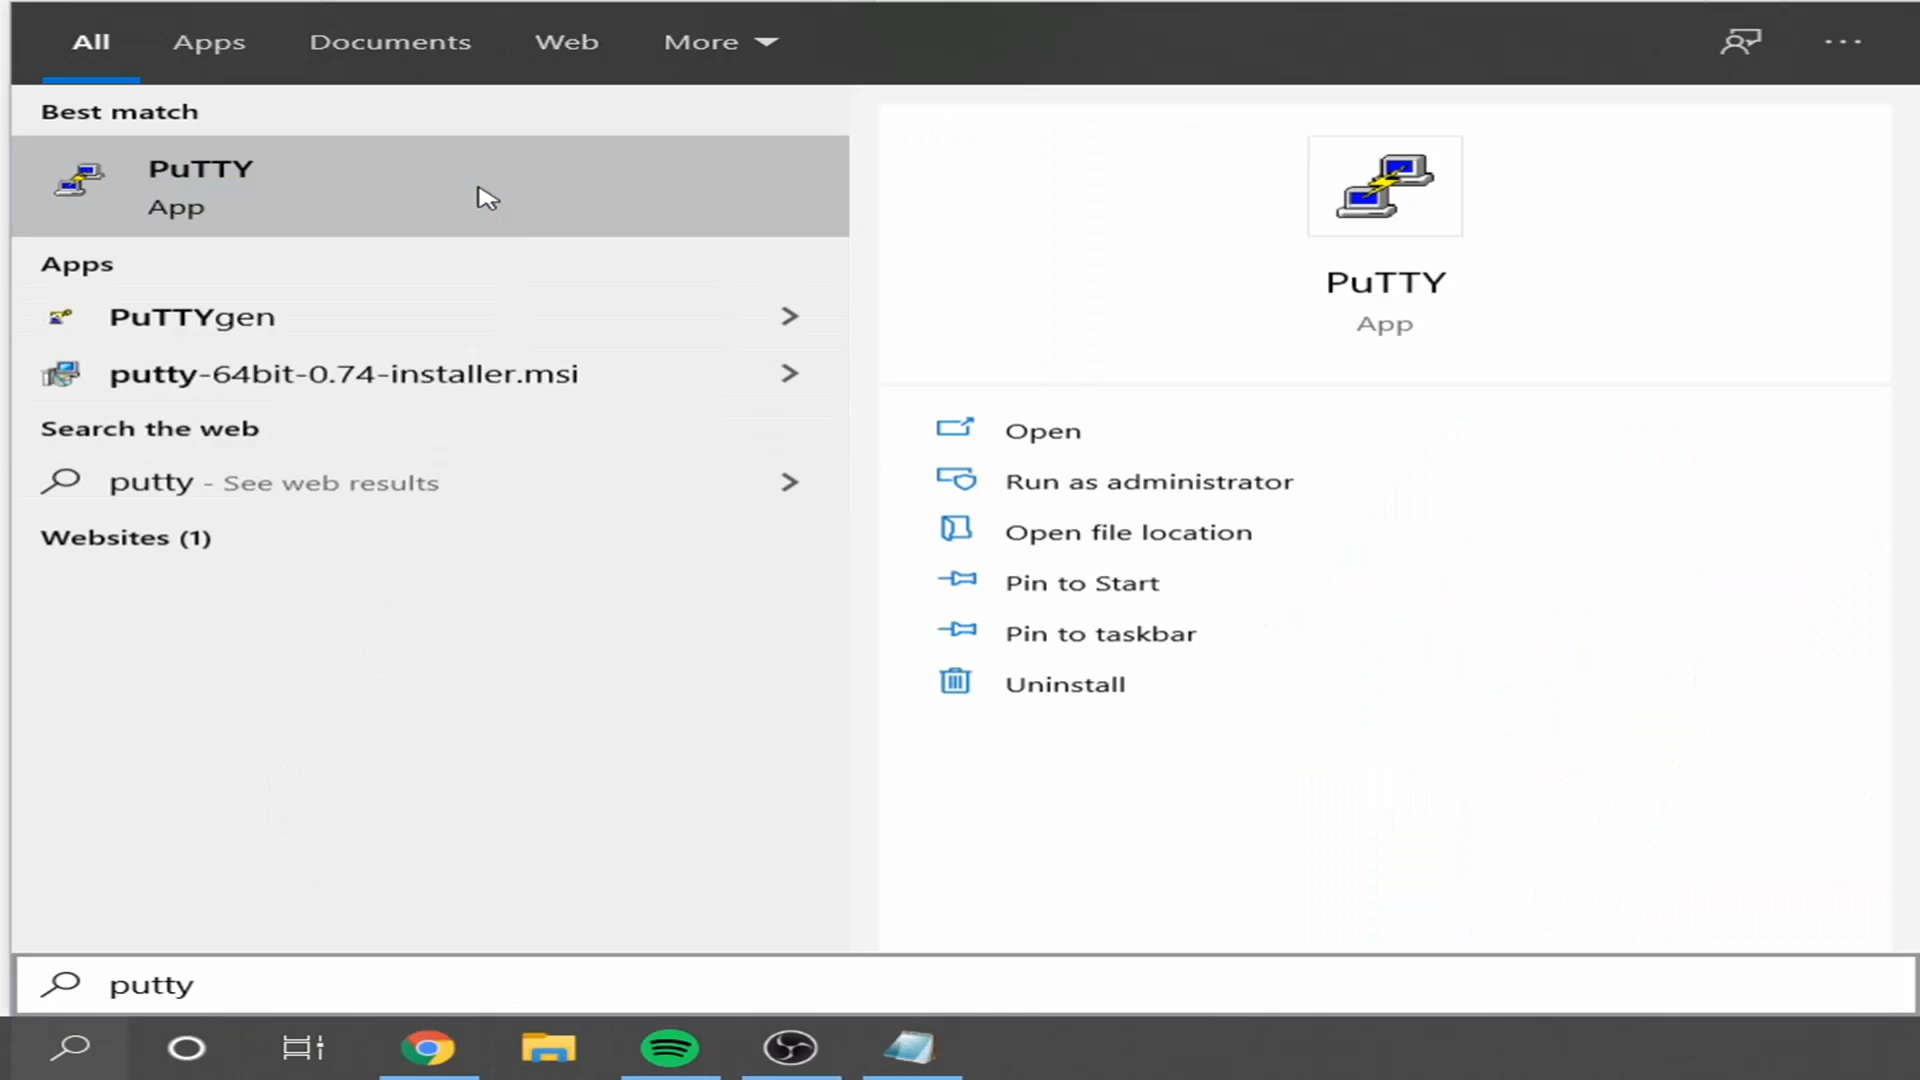 All Apps Documents Web More
Best match
PuTTY
App
Apps
PuTTYgen
putty-64bit-0.74-installer.msi
Search the web
putty - See web results
Websites (1)
PuTTY
App
Open
Run as administrator
Open file location
Pin to Start
Pin to taskbar
Uninstall
putty